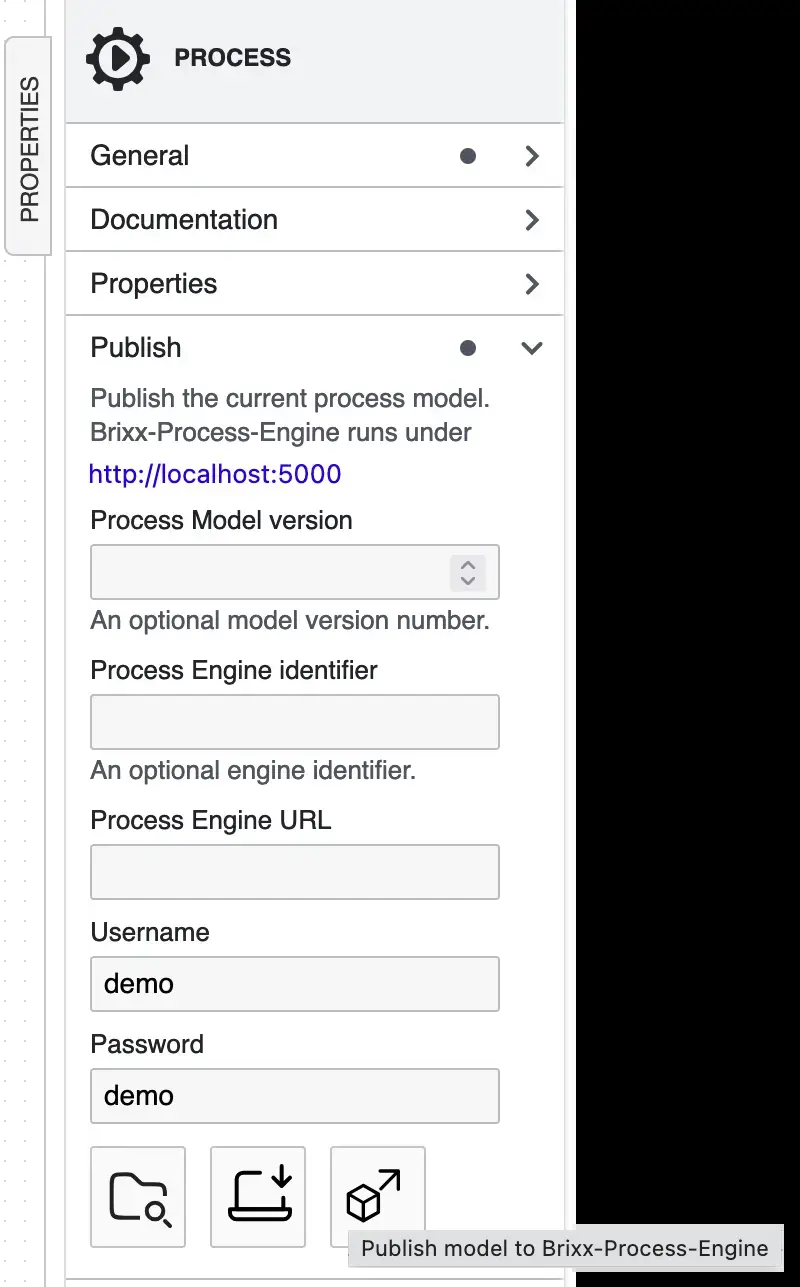 PROPERTIES
PROCESS
General
Documentation
Properties
Publish
Publish the current process model.
Brixx-Process-Engine runs under
http://localhost:5000
Process Model version
An optional model version number.
Process Engine identifier
An optional engine identifier.
Process Engine URL
Username
demo
Password
demo
Publish model to Brixx-Process-Engine